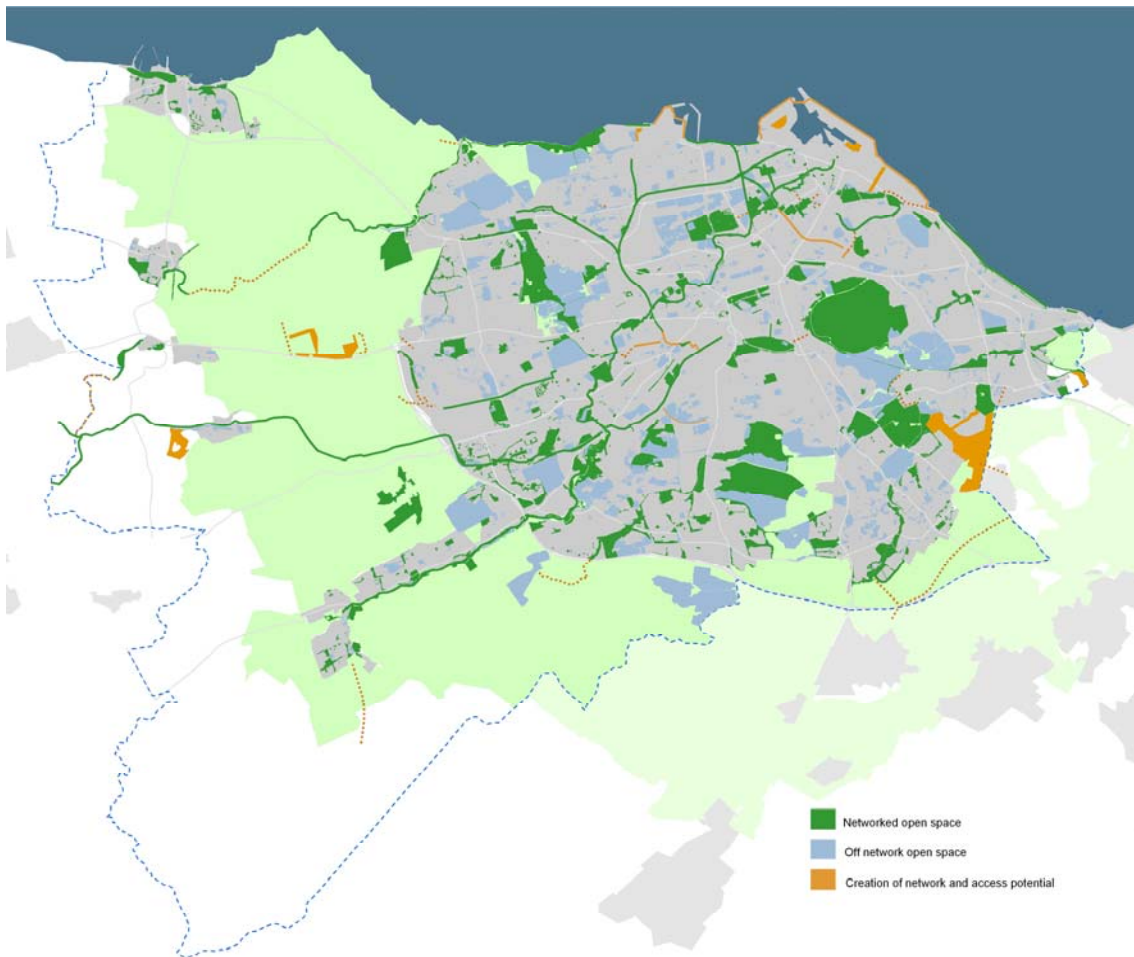 Networked open space
Off network open space
Creation of network and access potential